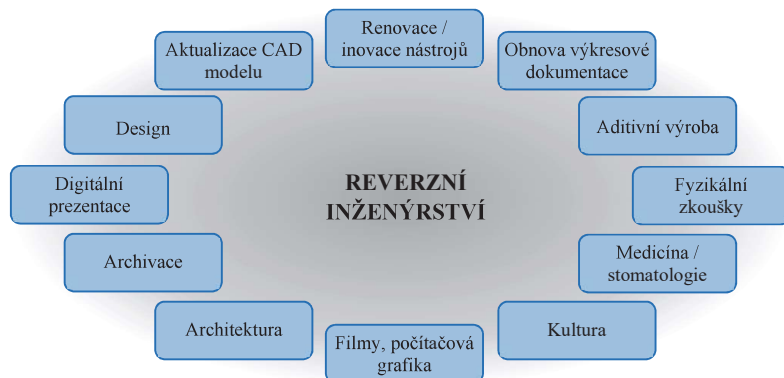 Renovace /
inovace nástrojů
Aktualizace CAD
modelu
Obnova výkresové
dokumentace
Design
Aditivní výroba
Digitální
prezentace
REVERZNÍ
INŽENÝRSTVÍ
Fyzikální
zkoušky
Archivace
Medicína /
stomatologie
Architektura
Filmy, počítačová
grafika
Kultura